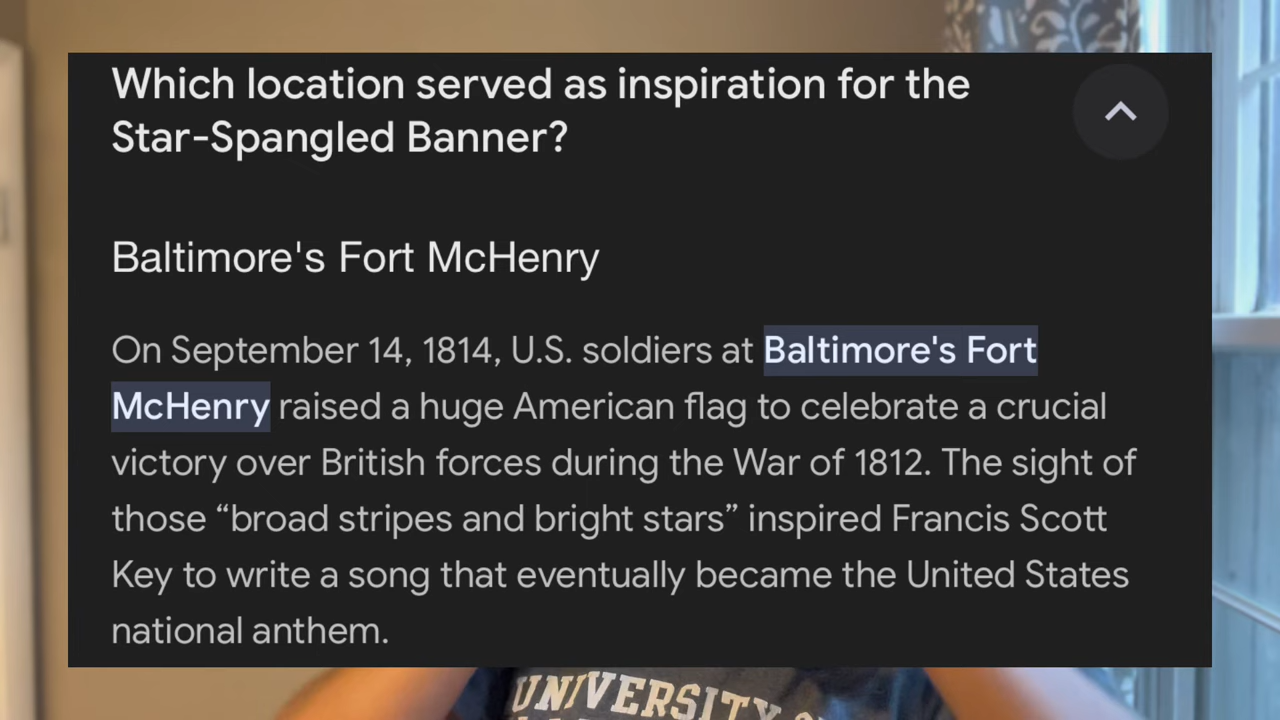 Which location served as inspiration for the
Star-Spangled Banner?
Baltimore's Fort McHenry
On September 14, 1814, U.S. soldiers at Baltimore's Fort
McHenry raised a huge American flag to celebrate a crucial
victory over British forces during the War of 1812. The sight of
those “broad stripes and bright stars” inspired Francis Scott
Key to write a song that eventually became the United States
national anthem.
UNIVERSITY